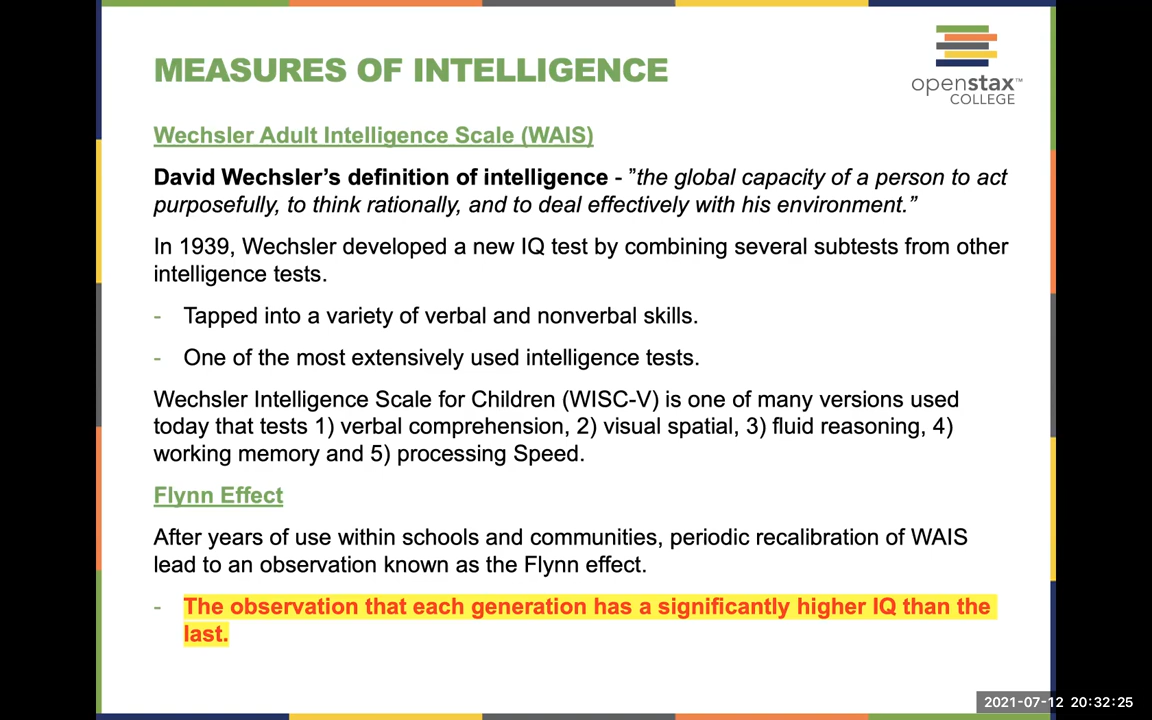 MEASURES OF INTELLIGENCE
openstax™
COLLEGE
Wechsler Adult Intelligence Scale (WAIS)
David Wechsler’s definition of intelligence - ”the global capacity of a person to act
purposefully, to think rationally, and to deal effectively with his environment.”
In 1939, Wechsler developed a new IQ test by combining several subtests from other
intelligence tests.
- Tapped into a variety of verbal and nonverbal skills.
- One of the most extensively used intelligence tests.
Wechsler Intelligence Scale for Children (WISC-V) is one of many versions used
today that tests 1) verbal comprehension, 2) visual spatial, 3) fluid reasoning, 4)
working memory and 5) processing Speed.
Flynn Effect
After years of use within schools and communities, periodic recalibration of WAIS
lead to an observation known as the Flynn effect.
- The observation that each generation has a significantly higher IQ than the
last.
2021-07-12 20:32:25